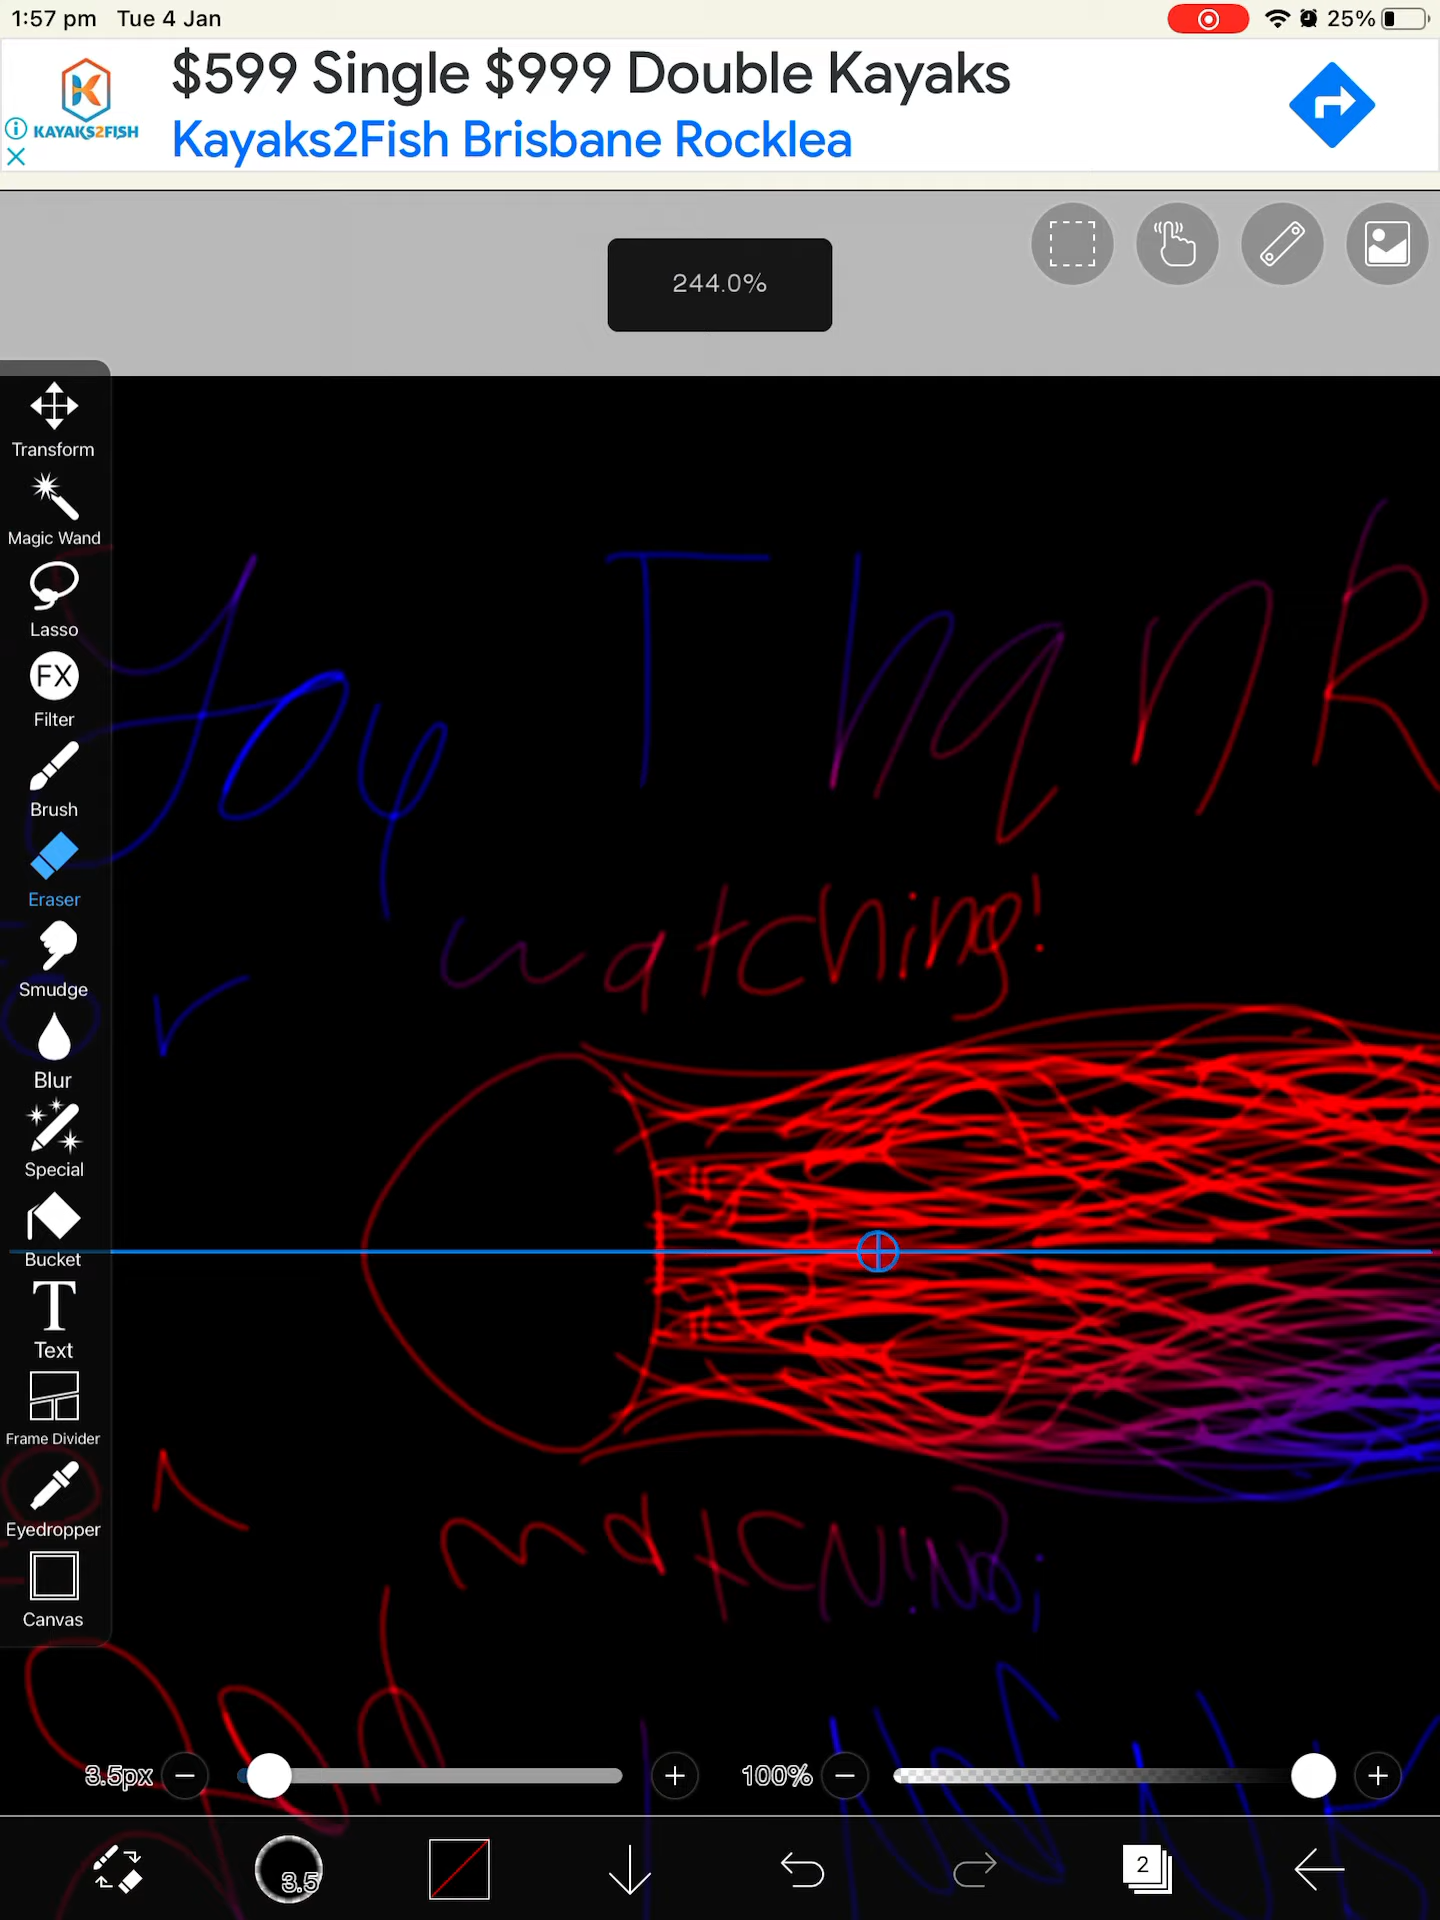 1:57 pm Tue 4 Jan 25%
$599 Single $999 Double Kayaks
KAYAKS2FISH Kayaks2Fish Brisbane Rocklea
244.0%
Transform
Magic Wand
Lasso
FX
Filter
Brush
Eraser
Smudge
Blur
Special
Bucket
T
Text
Frame Divider
Eyedropper
Canvas
you Thank
r watching!
3.5px 100%
3.5 2